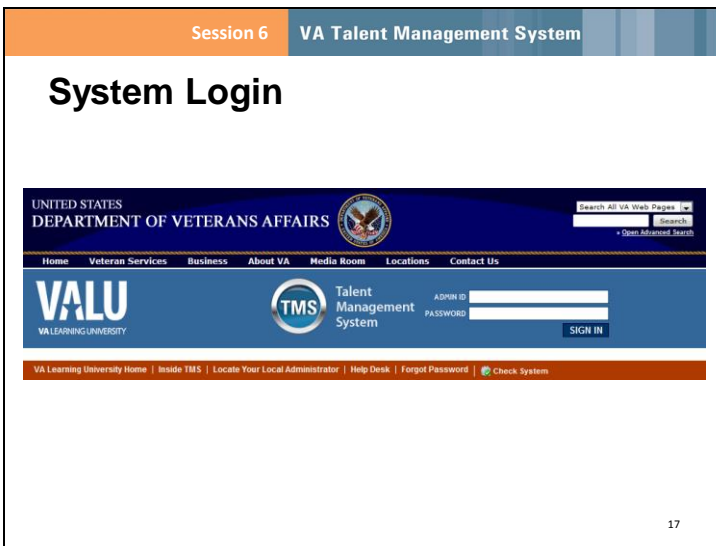 Session 6 VA Talent Management System
System Login
UNITED STATES
DEPARTMENT OF VETERANS AFFAIRS
Search All VA Web Pages
Search
Open Advanced Search
Home Veteran Services Business About VA Media Room Locations Contact Us
VALU
VA LEARNING UNIVERSITY
TMS
Talent
Management
System
ADMIN ID
PASSWORD
SIGN IN
VA Learning University Home | Inside TMS | Locate Your Local Administrator | Help Desk | Forgot Password | Check System
17